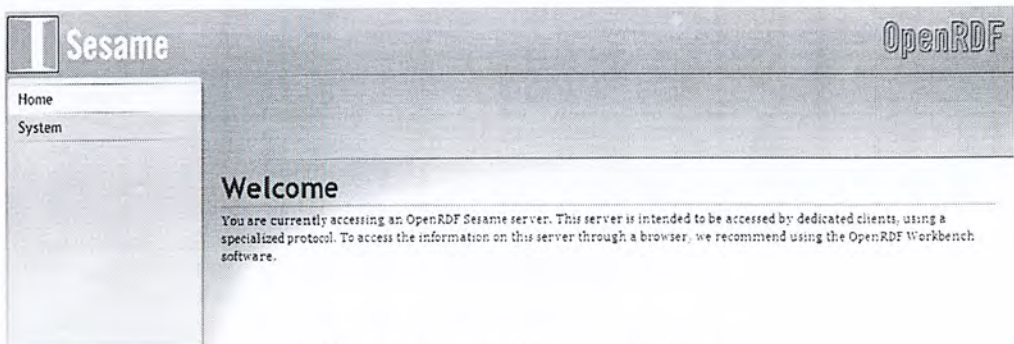 Sesame
OpenRDF
Home
System
Welcome
You are currently accessing an OpenRDF Sesame server. This server is intended to be accessed by dedicated clients, using a
specialized protocol. To access the information on this server through a browser, we recommend using the OpenRDF Workbench
software.